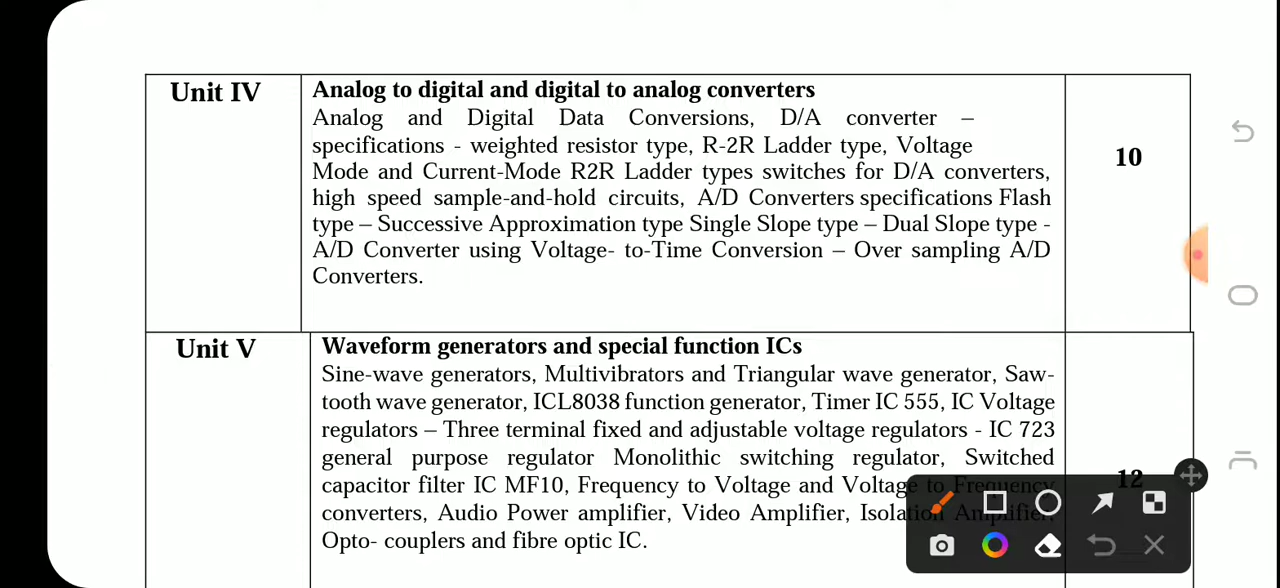 Unit IV
Analog to digital and digital to analog converters
Analog and Digital Data Conversions, D/A converter –
specifications - weighted resistor type, R-2R Ladder type, Voltage
Mode and Current-Mode R2R Ladder types switches for D/A converters,
high speed sample-and-hold circuits, A/D Converters specifications Flash
type – Successive Approximation type Single Slope type – Dual Slope type -
A/D Converter using Voltage- to-Time Conversion – Over sampling A/D
Converters.
10
Unit V
Waveform generators and special function ICs
Sine-wave generators, Multivibrators and Triangular wave generator, Saw-
tooth wave generator, ICL8038 function generator, Timer IC 555, IC Voltage
regulators – Three terminal fixed and adjustable voltage regulators - IC 723
general purpose regulator Monolithic switching regulator, Switched
capacitor filter IC MF10, Frequency to Voltage and Voltage to Frequency
converters, Audio Power amplifier, Video Amplifier, Isolation Amplifier,
Opto- couplers and fibre optic IC.
12